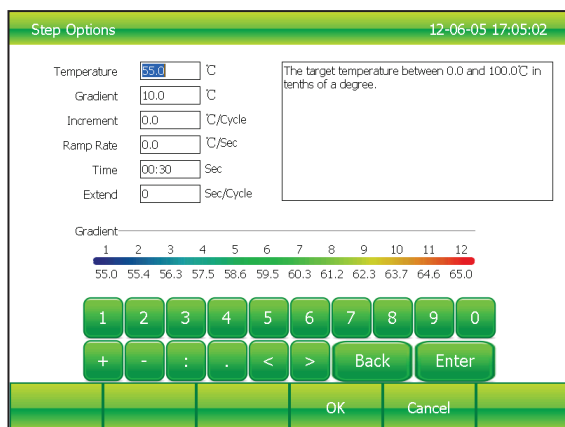 Step Options 12-06-05 17:05:02
Temperature 55.0 ℃
Gradient 10.0 ℃
Increment 0.0 ℃/Cycle
Ramp Rate 0.0 ℃/Sec
Time 00:30 Sec
Extend 0 Sec/Cycle
The target temperature between 0.0 and 100.0℃ in
tenths of a degree.
Gradient
1 2 3 4 5 6 7 8 9 10 11 12
55.0 55.4 56.3 57.5 58.6 59.5 60.3 61.2 62.3 63.7 64.6 65.0
1 2 3 4 5 6 7 8 9 0
+ - : . < > Back Enter
OK Cancel